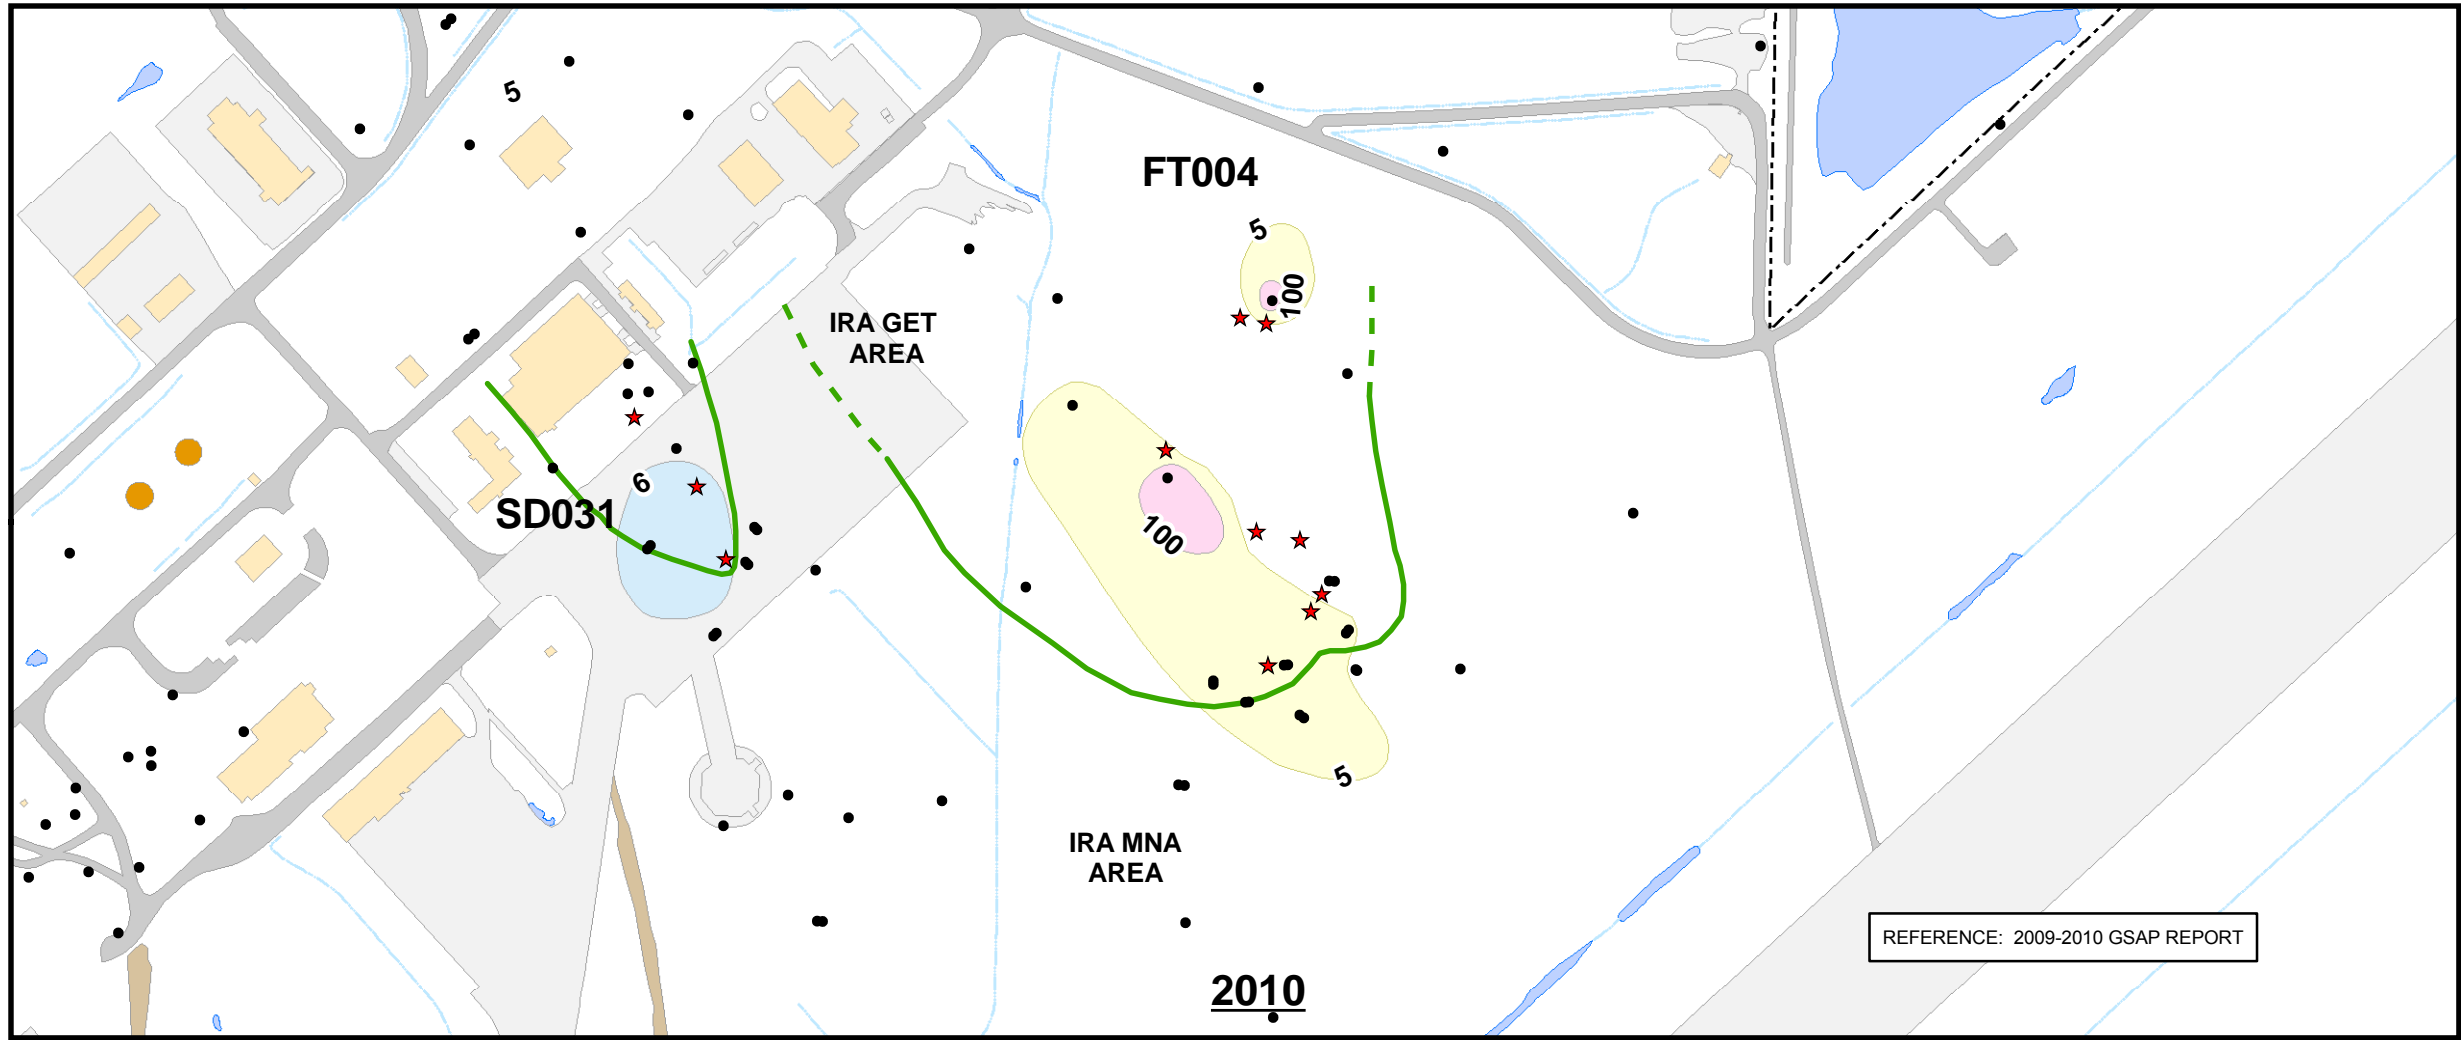 5
FT004
5
100
IRA GET
AREA
6
SD031
100
5
IRA MNA
AREA
REFERENCE: 2009-2010 GSAP REPORT
2010